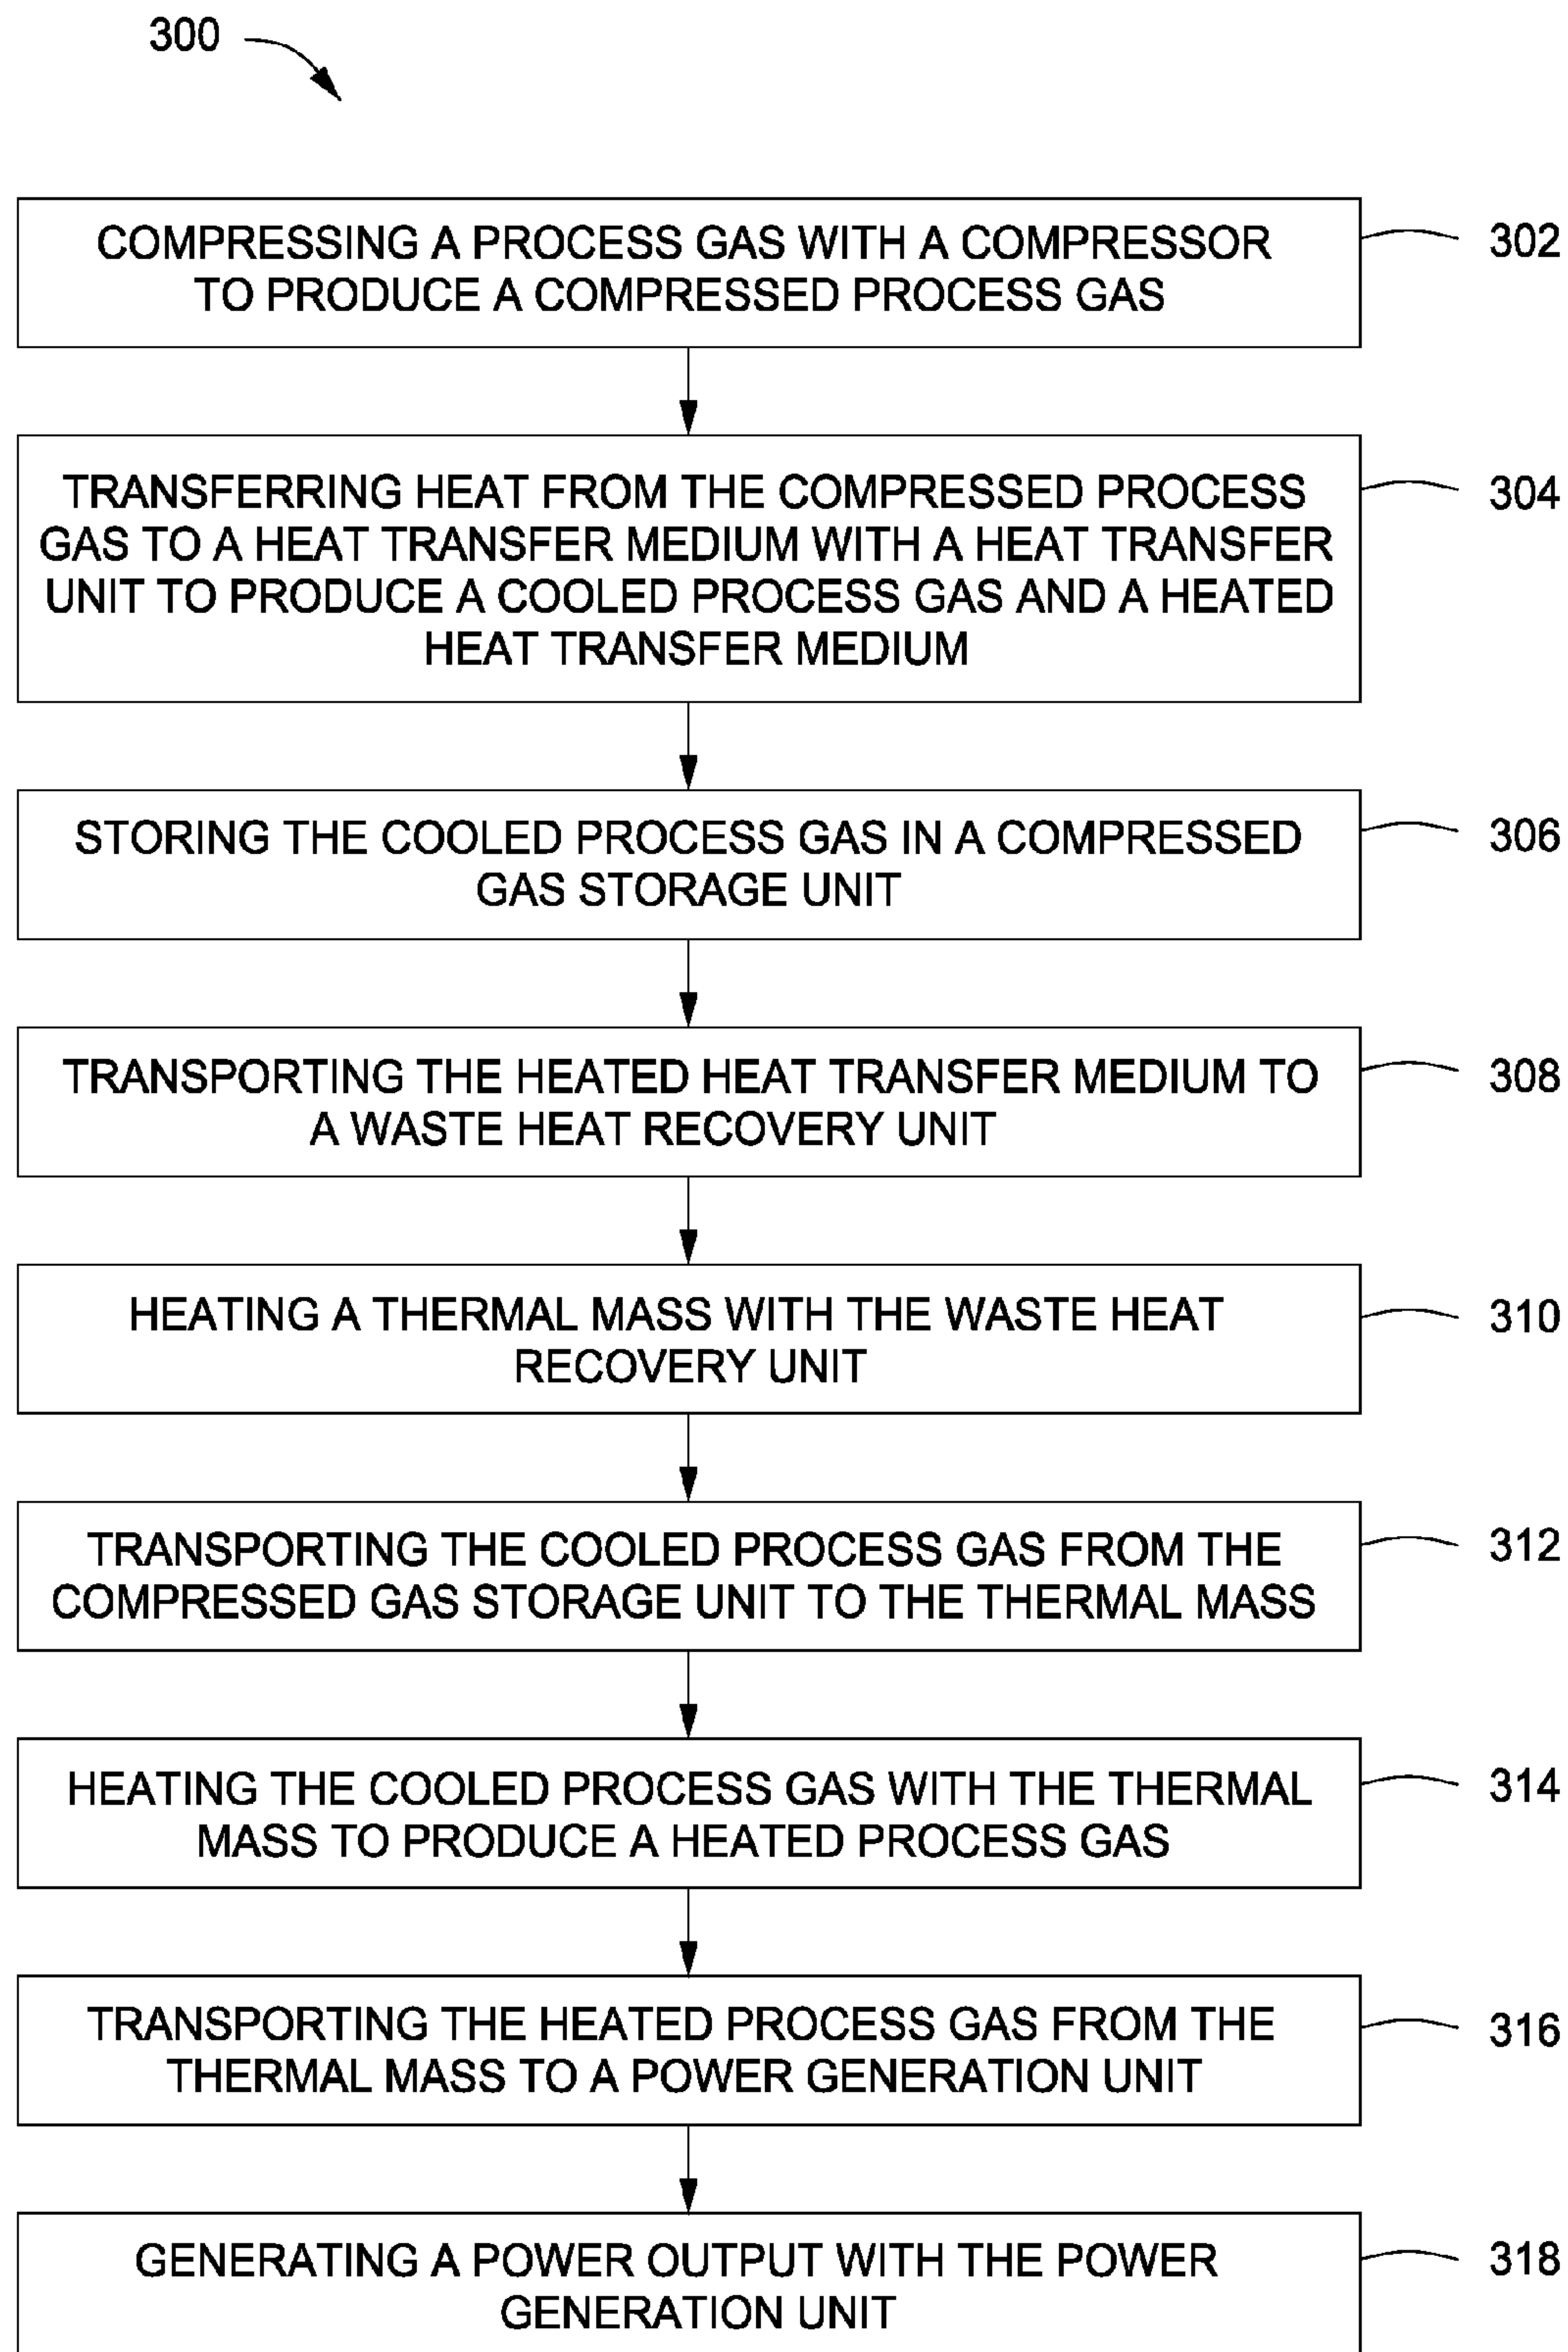 300
COMPRESSING A PROCESS GAS WITH A COMPRESSOR
TO PRODUCE A COMPRESSED PROCESS GAS
302
TRANSFERRING HEAT FROM THE COMPRESSED PROCESS
GAS TO A HEAT TRANSFER MEDIUM WITH A HEAT TRANSFER
UNIT TO PRODUCE A COOLED PROCESS GAS AND A HEATED
HEAT TRANSFER MEDIUM
304
STORING THE COOLED PROCESS GAS IN A COMPRESSED
GAS STORAGE UNIT
306
TRANSPORTING THE HEATED HEAT TRANSFER MEDIUM TO
A WASTE HEAT RECOVERY UNIT
308
HEATING A THERMAL MASS WITH THE WASTE HEAT
RECOVERY UNIT
310
TRANSPORTING THE COOLED PROCESS GAS FROM THE
COMPRESSED GAS STORAGE UNIT TO THE THERMAL MASS
312
HEATING THE COOLED PROCESS GAS WITH THE THERMAL
MASS TO PRODUCE A HEATED PROCESS GAS
314
TRANSPORTING THE HEATED PROCESS GAS FROM THE
THERMAL MASS TO A POWER GENERATION UNIT
316
GENERATING A POWER OUTPUT WITH THE POWER
GENERATION UNIT
318